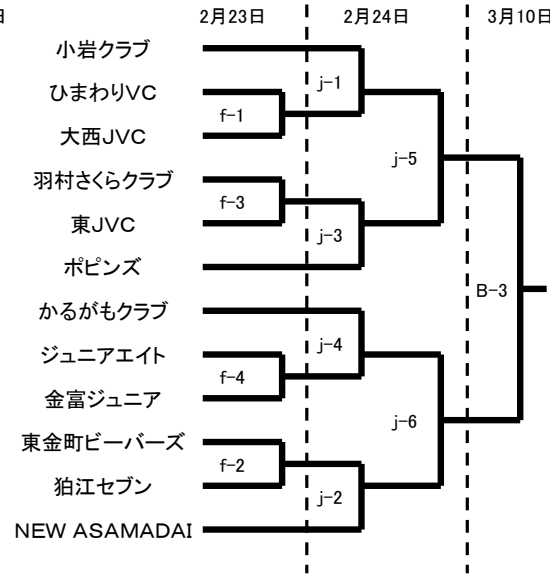 日 2月23日 2月24日 3月10日
小岩クラブ
j-1
ひまわりVC
f-1
大西JVC
j-5
羽村さくらクラブ
f-3
東JVC
j-3
ポピンズ
B-3
かるがもクラブ
j-4
ジュニアエイト
f-4
金富ジュニア
j-6
東金町ビーバーズ
f-2
狛江セブン
j-2
NEW ASAMADAI